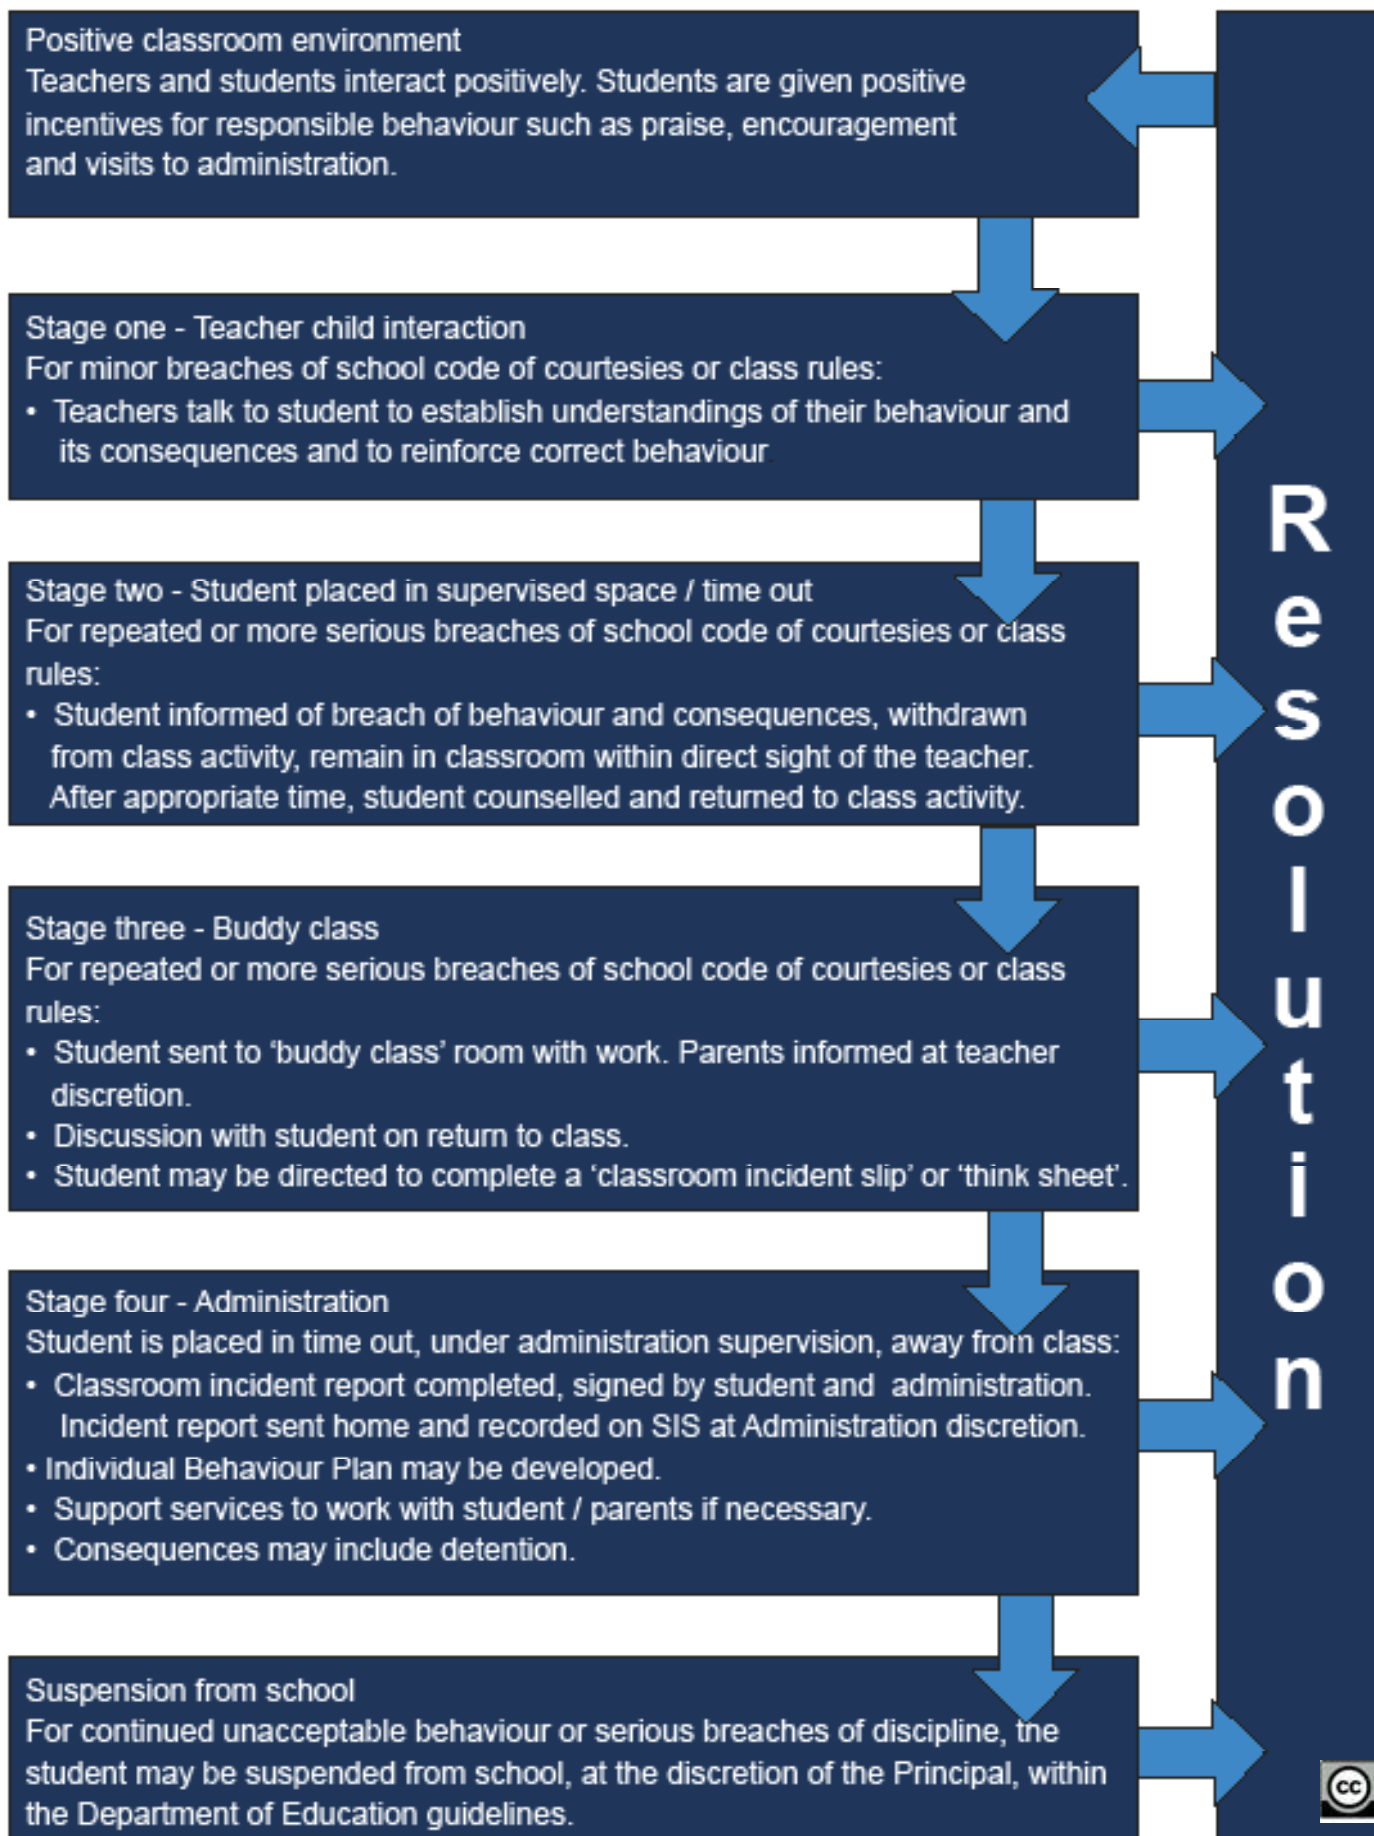 Positive classroom environment
Teachers and students interact positively. Students are given positive
incentives for responsible behaviour such as praise, encouragement
and visits to administration.
Stage one - Teacher child interaction
For minor breaches of school code of courtesies or class rules:
• Teachers talk to student to establish understandings of their behaviour and
its consequences and to reinforce correct behaviour.
Stage two - Student placed in supervised space / time out
For repeated or more serious breaches of school code of courtesies or class
rules:
• Student informed of breach of behaviour and consequences, withdrawn
from class activity, remain in classroom within direct sight of the teacher.
After appropriate time, student counselled and returned to class activity.
Stage three - Buddy class
For repeated or more serious breaches of school code of courtesies or class
rules:
• Student sent to ‘buddy class’ room with work. Parents informed at teacher
discretion.
• Discussion with student on return to class.
• Student may be directed to complete a ‘classroom incident slip’ or ‘think sheet’.
Stage four - Administration
Student is placed in time out, under administration supervision, away from class:
• Classroom incident report completed, signed by student and administration.
Incident report sent home and recorded on SIS at Administration discretion.
• Individual Behaviour Plan may be developed.
• Support services to work with student / parents if necessary.
• Consequences may include detention.
Suspension from school
For continued unacceptable behaviour or serious breaches of discipline, the
student may be suspended from school, at the discretion of the Principal, within
the Department of Education guidelines.
Resolution
cc